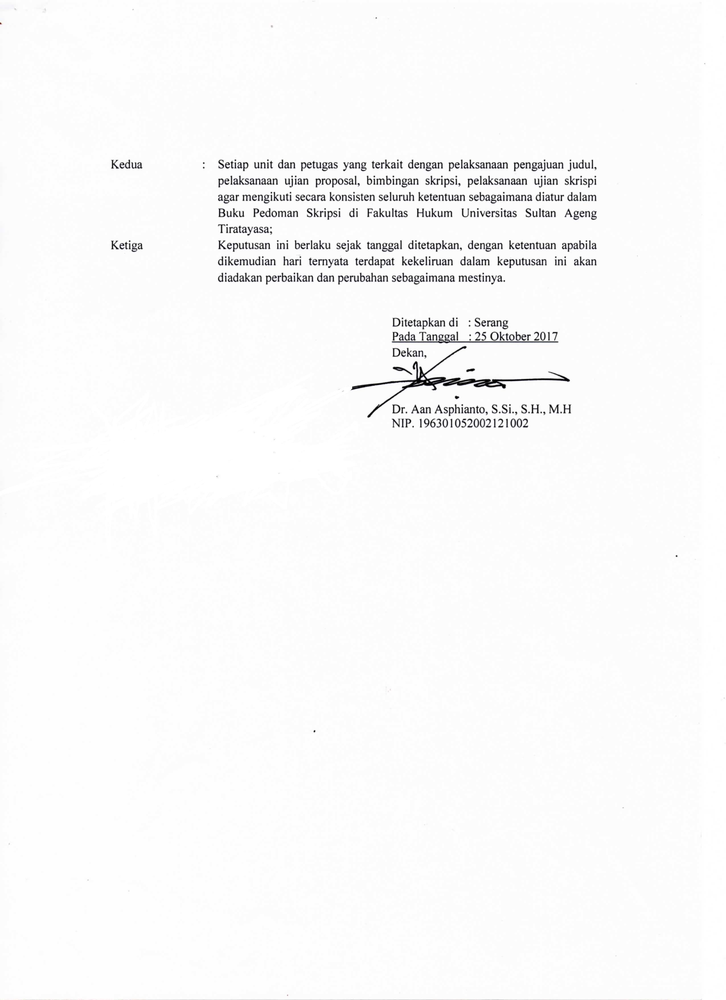 Kedua : Setiap unit dan petugas yang terkait dengan pelaksanaan pengajuan judul,
pelaksanaan ujian proposal, bimbingan skripsi, pelaksanaan ujian skrispi
agar mengikuti secara konsisten seluruh ketentuan sebagaimana diatur dalam
Buku Pedoman Skripsi di Fakultas Hukum Universitas Sultan Ageng
Tiratayasa;
Ketiga Keputusan ini berlaku sejak tanggal ditetapkan, dengan ketentuan apabila
dikemudian hari ternyata terdapat kekeliruan dalam keputusan ini akan
diadakan perbaikan dan perubahan sebagaimana mestinya.
Ditetapkan di : Serang
Pada Tanggal : 25 Oktober 2017
Dekan,
Dr. Aan Asphianto, S.Si., S.H., M.H
NIP. 196301052002121002